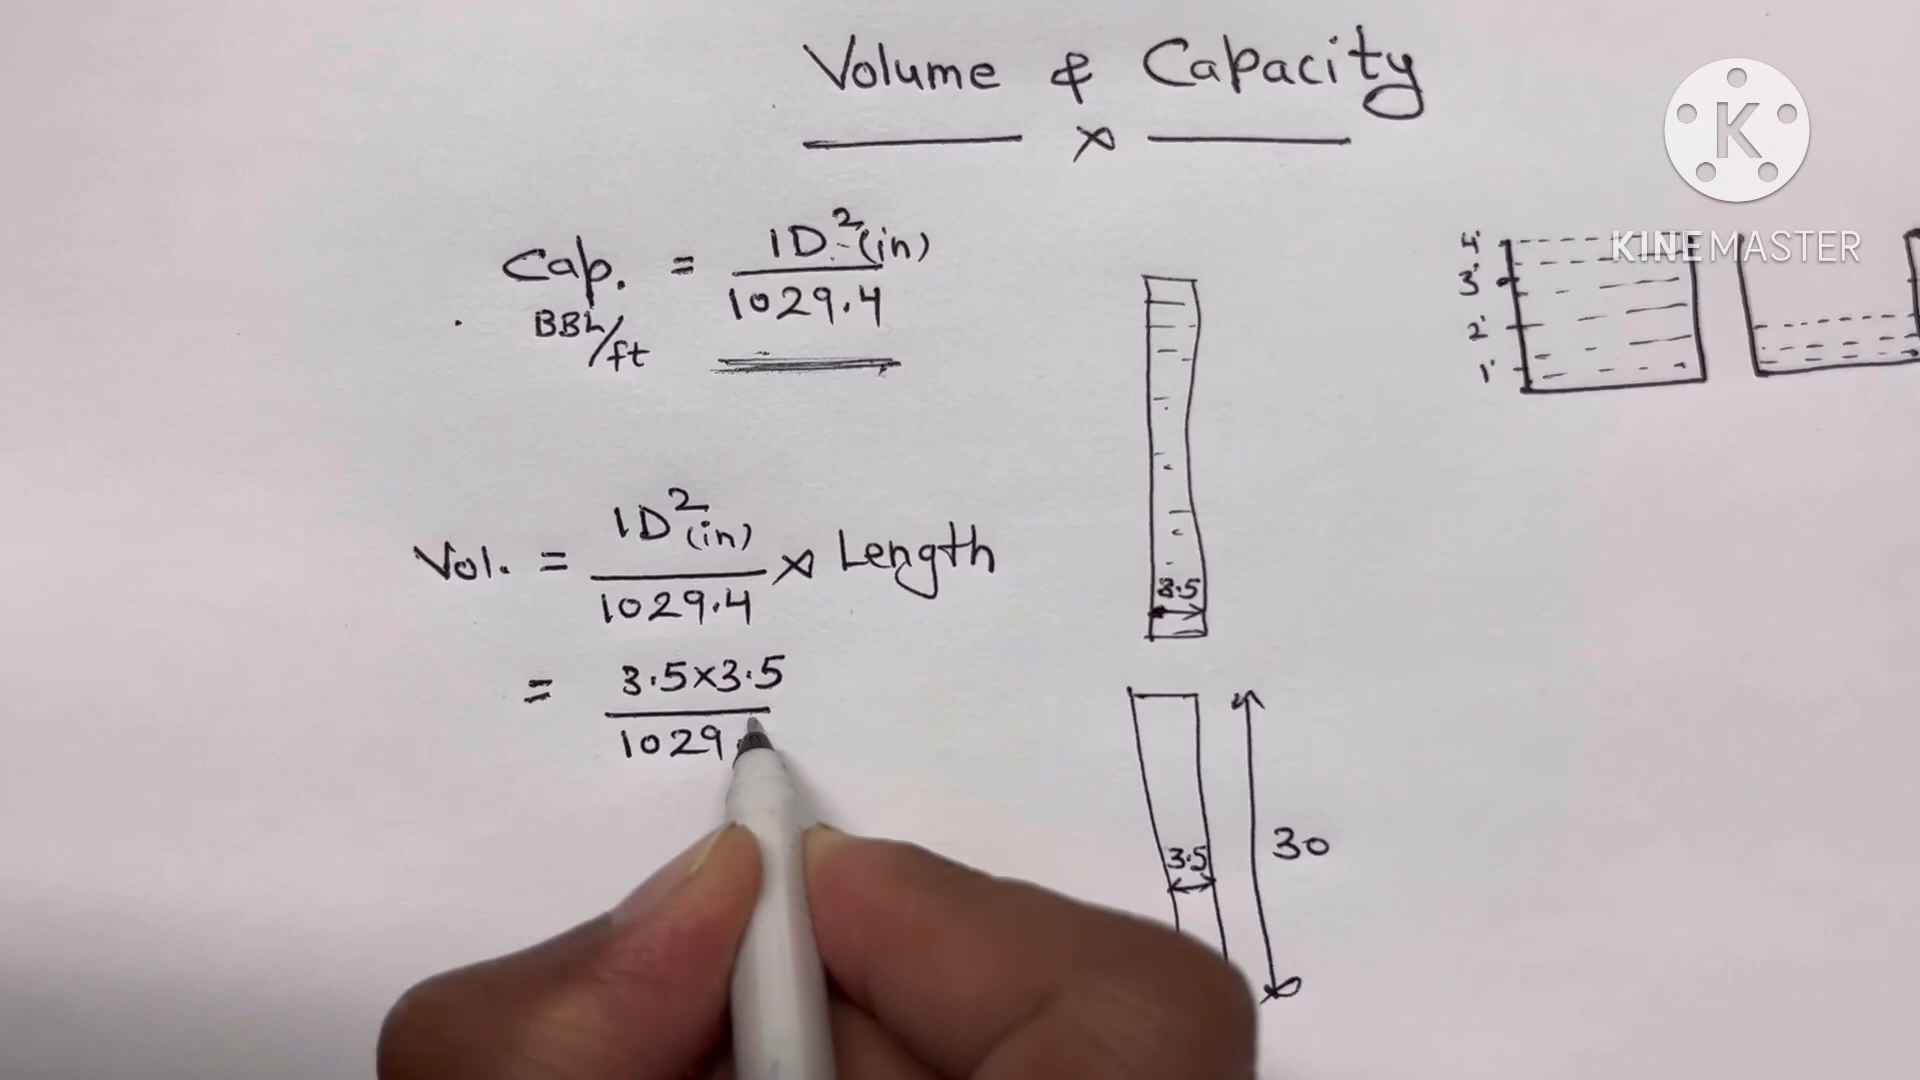 Volume & Capacity
K
KINEMASTER
Cap. = ID²(in) / 1029.4
BBL/ft
4'
3'
2'
1'
Vol. = ID²(in) / 1029.4 × Length
= 3.5×3.5 / 1029.
3.5
3.5
30